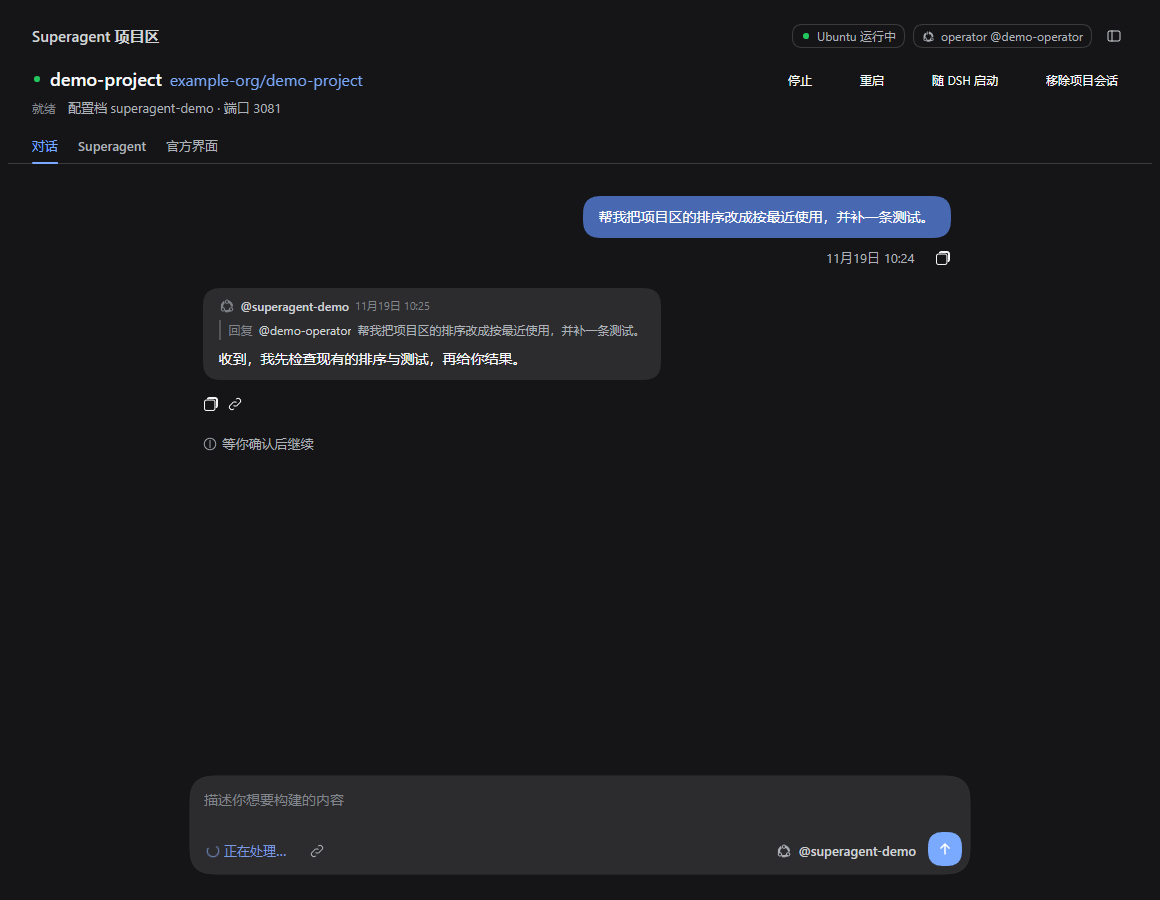 Superagent 项目区
Ubuntu 运行中
operator @demo-operator
demo-project example-org/demo-project
停止 重启 随 DSH 启动 移除项目会话
就绪 配置档 superagent-demo · 端口 3081
对话 Superagent 官方界面
帮我把项目区的排序改成按最近使用，并补一条测试。
11月19日 10:24
@superagent-demo 11月19日 10:25
回复 @demo-operator 帮我把项目区的排序改成按最近使用，并补一条测试。
收到，我先检查现有的排序与测试，再给你结果。
等你确认后继续
描述你想要构建的内容
正在处理...
@superagent-demo